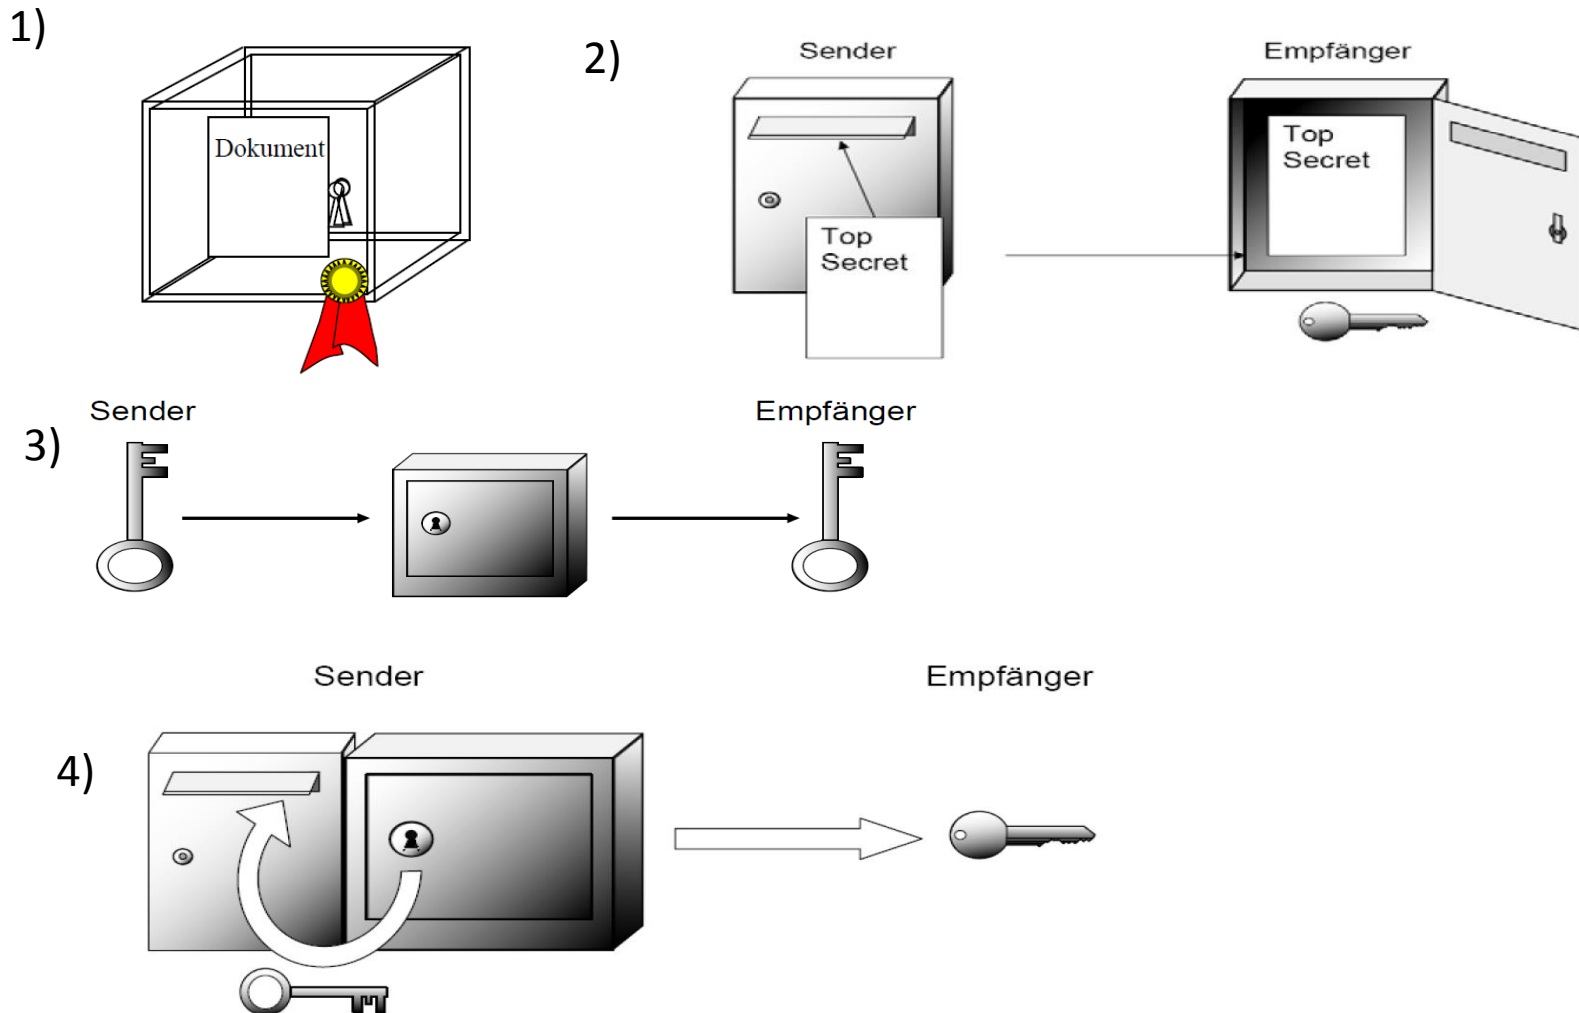 1)
Dokument
2)
Sender
Empfänger
Top
Secret
Top
Secret
3)
Sender
Empfänger
4)
Sender
Empfänger